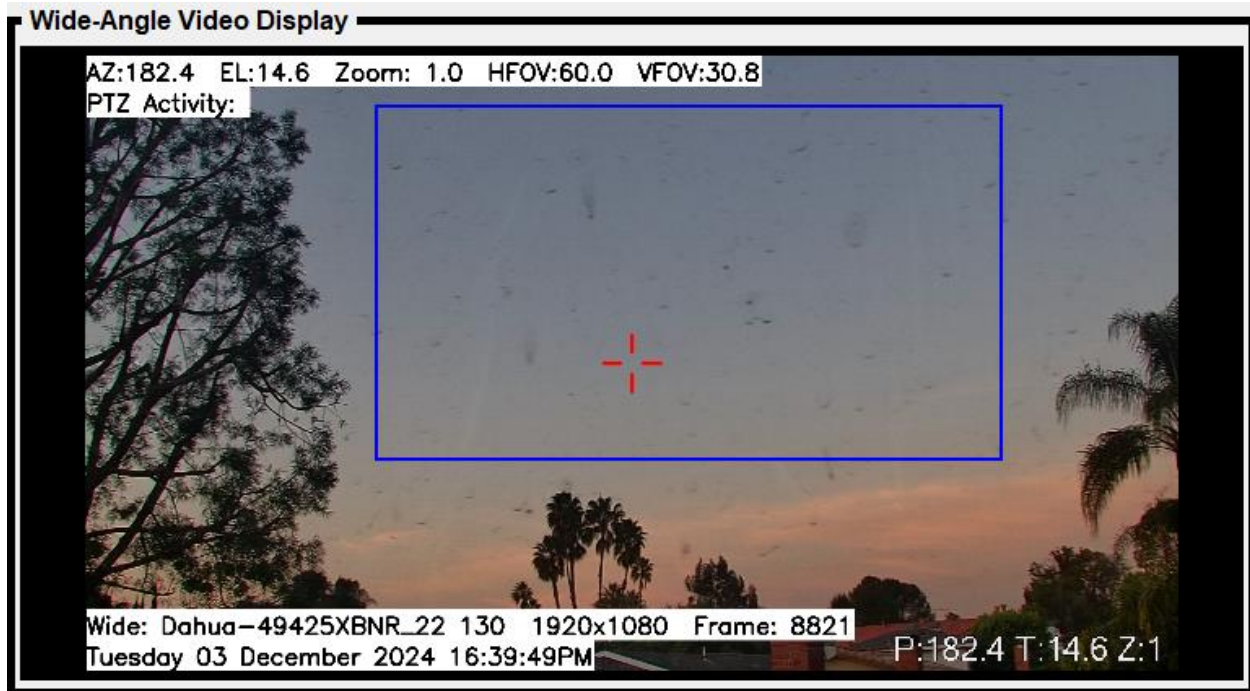 Wide-Angle Video Display
AZ:182.4 EL:14.6 Zoom: 1.0 HFOV:60.0 VFOV:30.8
PTZ Activity:
Wide: Dahua-49425XBNR_22 130 1920x1080 Frame: 8821
Tuesday 03 December 2024 16:39:49PM
P:182.4 T:14.6 Z:1